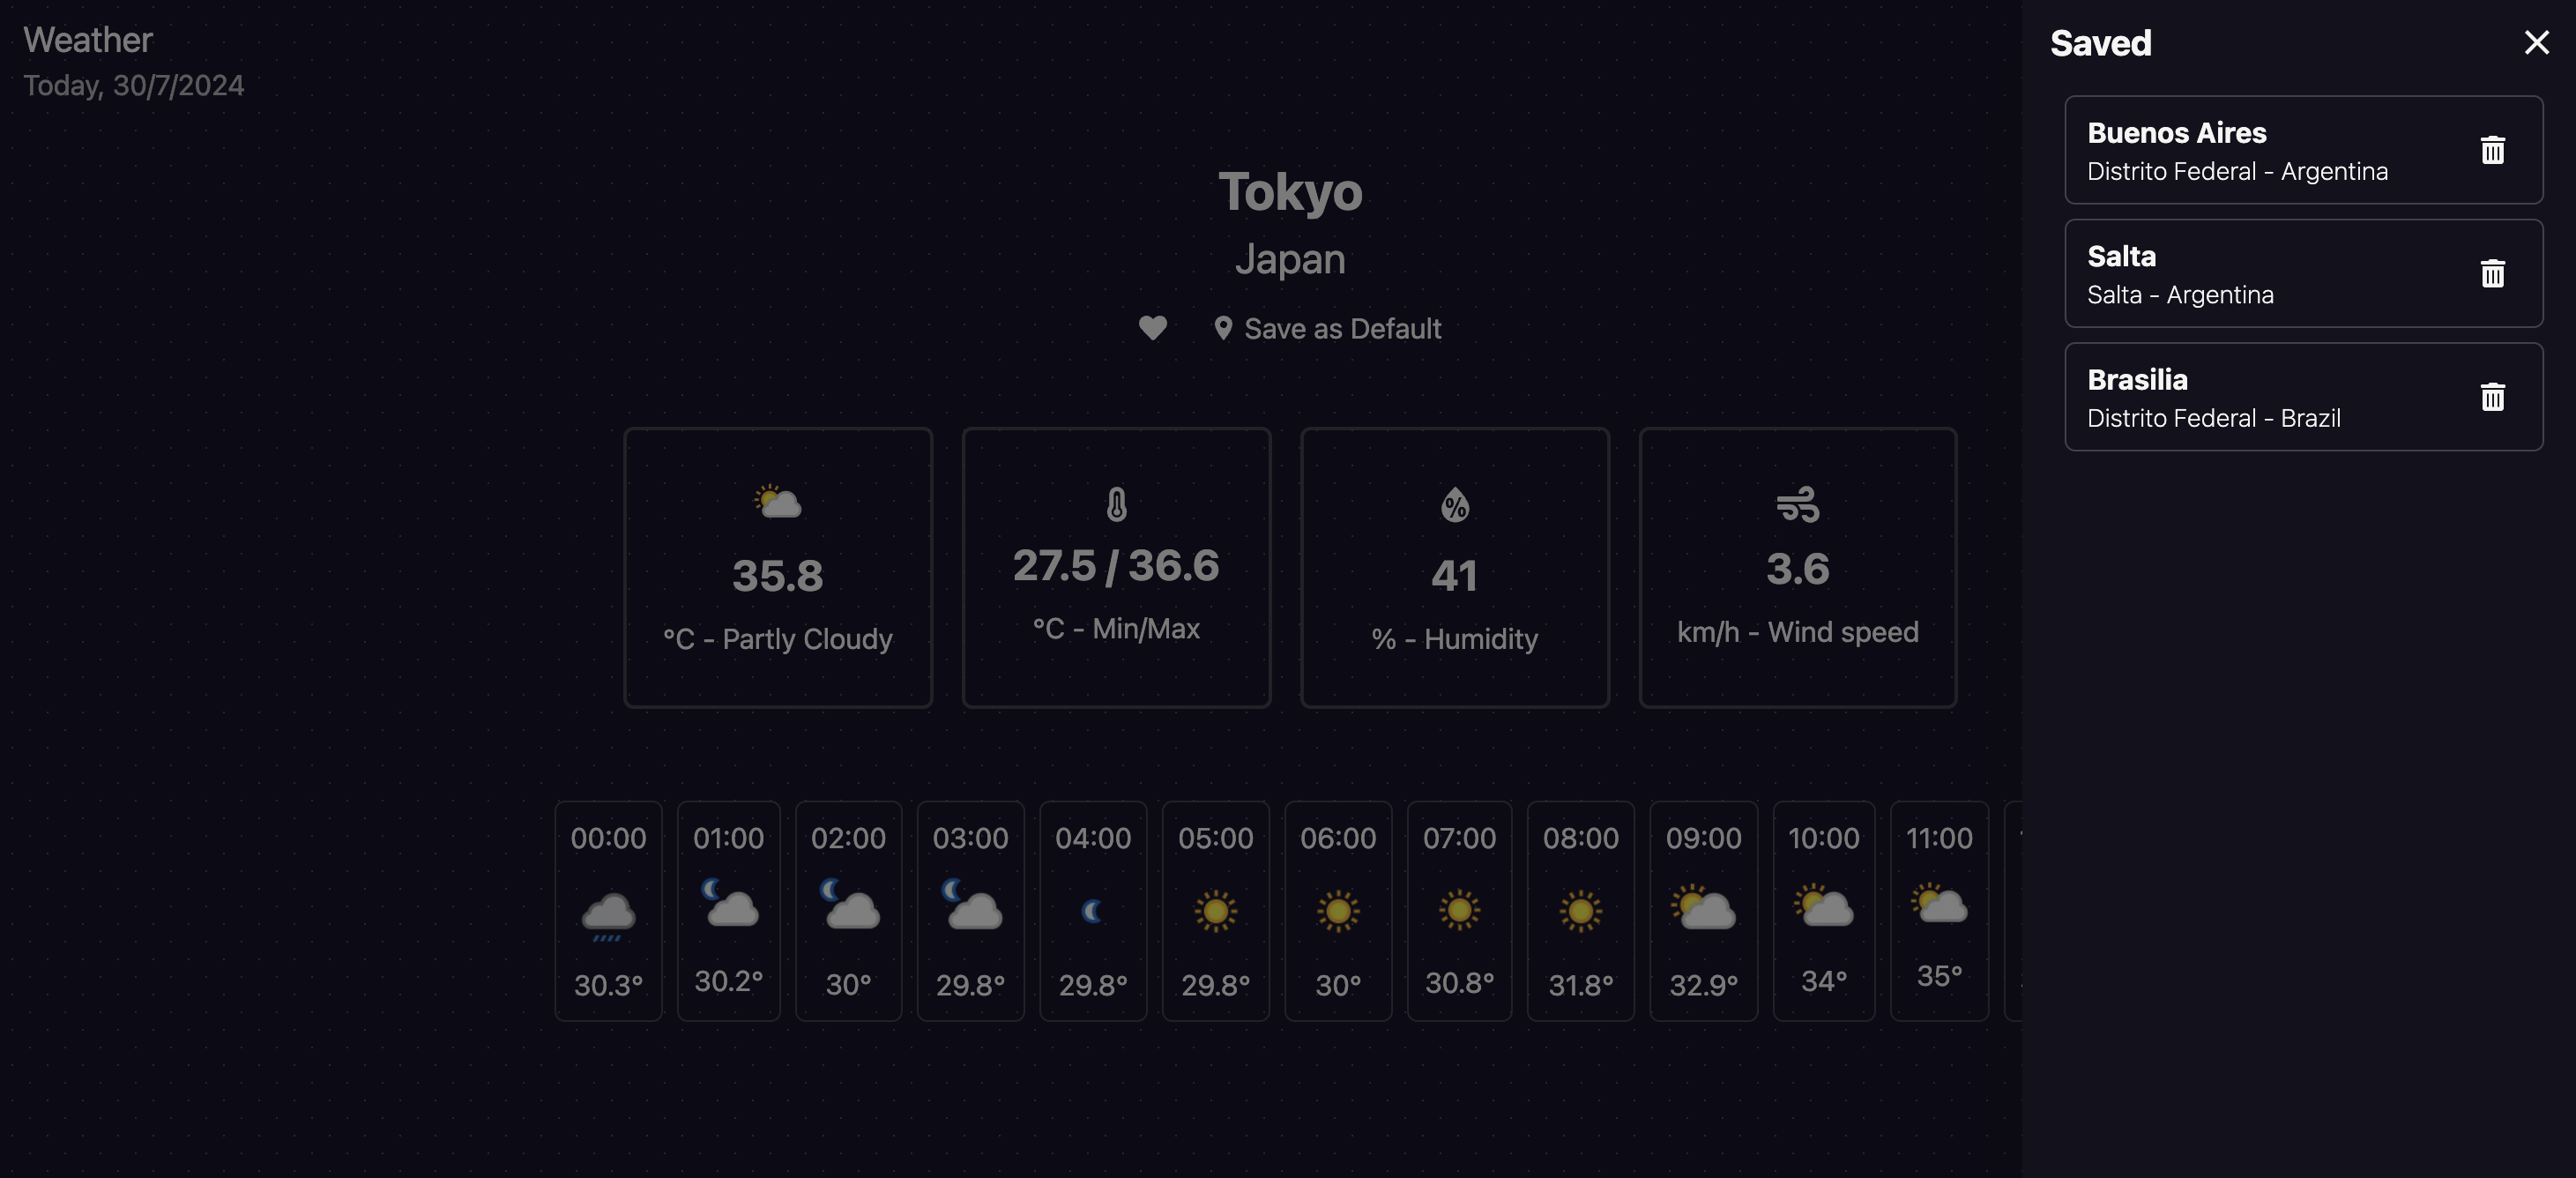 Weather
Today, 30/7/2024
Tokyo
Japan
Save as Default
35.8
°C - Partly Cloudy
27.5 / 36.6
°C - Min/Max
%
41
% - Humidity
3.6
km/h - Wind speed
00:00 01:00 02:00 03:00 04:00 05:00 06:00 07:00 08:00 09:00 10:00 11:00
30.3° 30.2° 30° 29.8° 29.8° 29.8° 30° 30.8° 31.8° 32.9° 34° 35°
Saved
Buenos Aires
Distrito Federal - Argentina
Salta
Salta - Argentina
Brasilia
Distrito Federal - Brazil